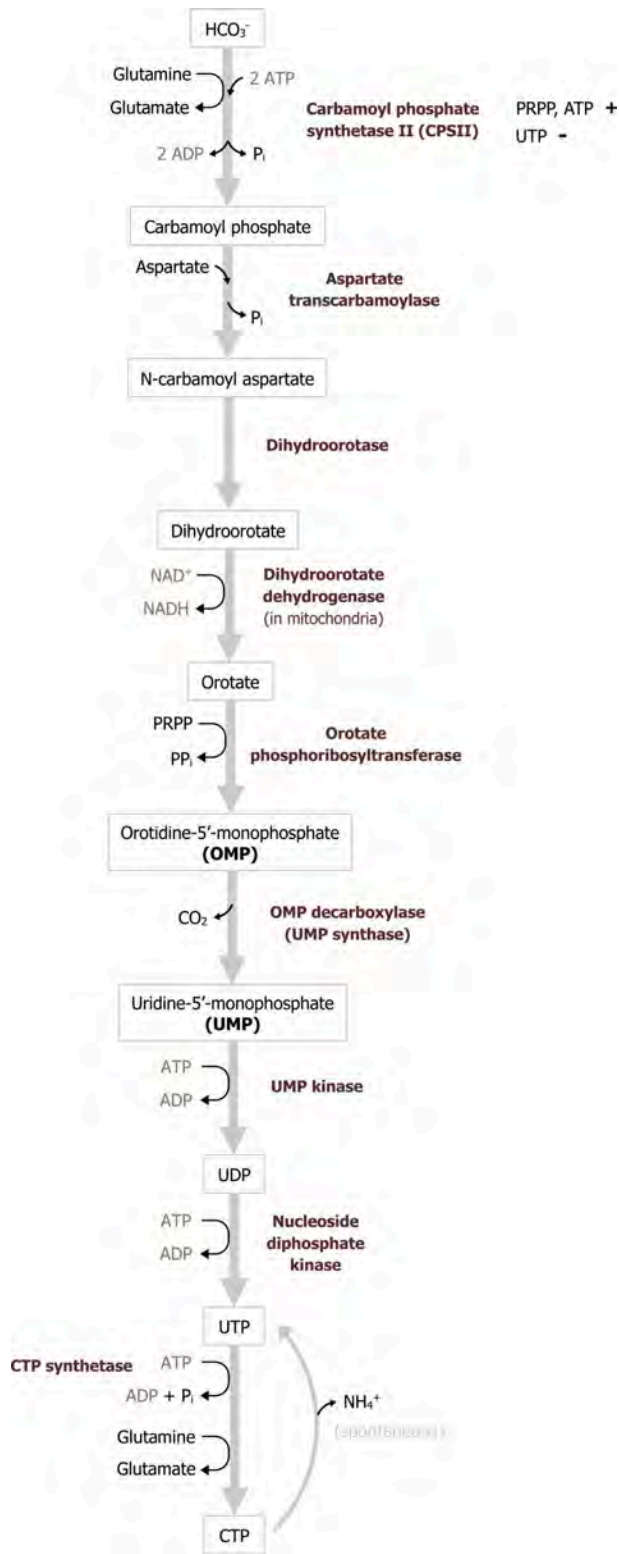 HCO₃⁻
Glutamine
2 ATP
Glutamate
Carbamoyl phosphate
synthetase II (CPSII)
PRPP, ATP +
UTP -
2 ADP
Pᵢ
Carbamoyl phosphate
Aspartate
Aspartate
transcarbamoylase
Pᵢ
N-carbamoyl aspartate
Dihydroorotase
Dihydroorotate
NAD⁺
NADH
Dihydroorotate
dehydrogenase
(in mitochondria)
Orotate
PRPP
PPᵢ
Orotate
phosphoribosyltransferase
Orotidine-5′-monophosphate
(OMP)
CO₂
OMP decarboxylase
(UMP synthase)
Uridine-5′-monophosphate
(UMP)
ATP
ADP
UMP kinase
UDP
ATP
ADP
Nucleoside
diphosphate
kinase
UTP
CTP synthetase
ATP
ADP + Pᵢ
Glutamine
Glutamate
NH₄⁺
(spontaneous)
CTP